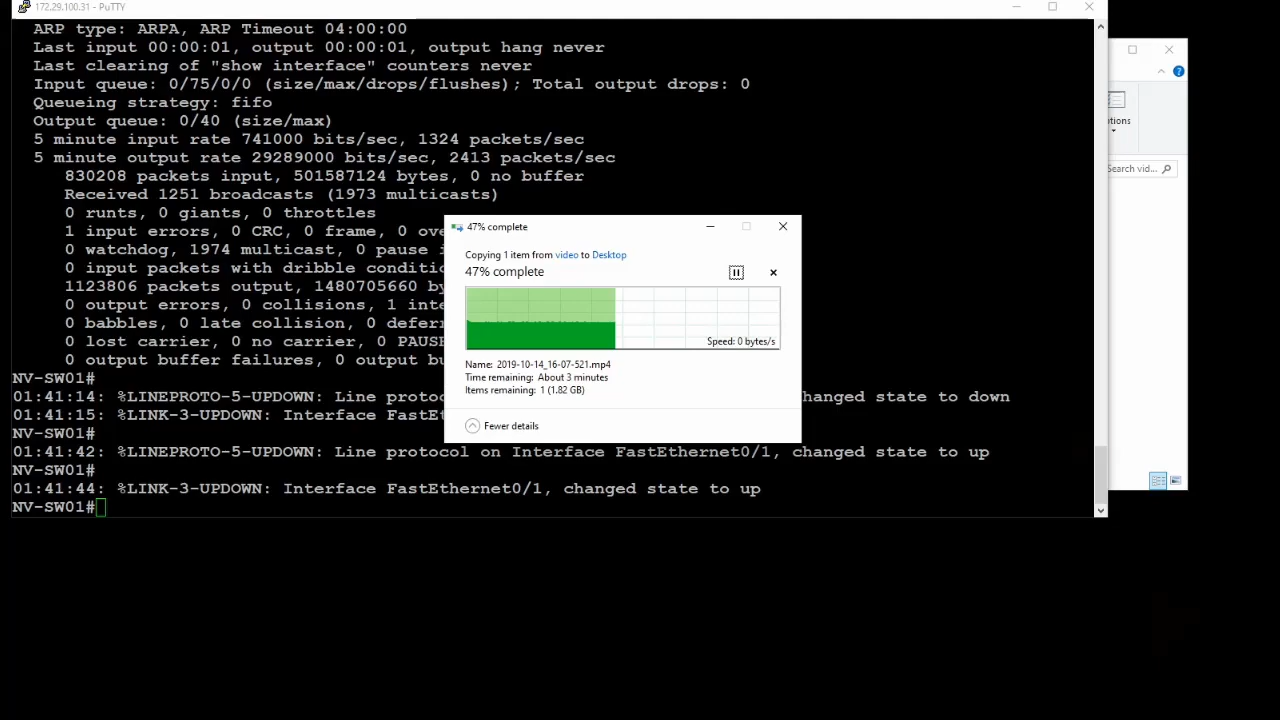 172.29.100.31 - PuTTY
ARP type: ARPA, ARP Timeout 04:00:00
Last input 00:00:01, output 00:00:01, output hang never
Last clearing of "show interface" counters never
Input queue: 0/75/0/0 (size/max/drops/flushes); Total output drops: 0
Queueing strategy: fifo
Output queue: 0/40 (size/max)
5 minute input rate 741000 bits/sec, 1324 packets/sec
5 minute output rate 29289000 bits/sec, 2413 packets/sec
830208 packets input, 501587124 bytes, 0 no buffer
Received 1251 broadcasts (1973 multicasts)
0 runts, 0 giants, 0 throttles
1 input errors, 0 CRC, 0 frame, 0 ove
0 watchdog, 1974 multicast, 0 pause i
0 input packets with dribble conditio
1123806 packets output, 1480705660 by
0 output errors, 0 collisions, 1 inte
0 babbles, 0 late collision, 0 deferr
0 lost carrier, 0 no carrier, 0 PAUSE
0 output buffer failures, 0 output bu
NV-SW01#
01:41:14: %LINEPROTO-5-UPDOWN: Line protoc
hanged state to down
01:41:15: %LINK-3-UPDOWN: Interface FastEt
NV-SW01#
01:41:42: %LINEPROTO-5-UPDOWN: Line protocol on Interface FastEthernet0/1, changed state to up
NV-SW01#
01:41:44: %LINK-3-UPDOWN: Interface FastEthernet0/1, changed state to up
NV-SW01#
47% complete
Copying 1 item from video to Desktop
47% complete
Speed: 0 bytes/s
Name: 2019-10-14_16-07-521.mp4
Time remaining: About 3 minutes
Items remaining: 1 (1.82 GB)
Fewer details
tions
Search video